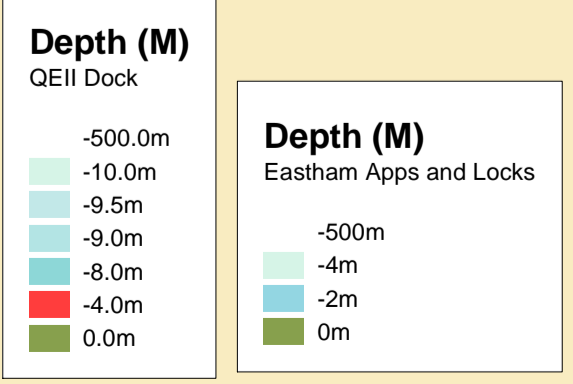 Depth (M)
QEII Dock
-500.0m
-10.0m
-9.5m
-9.0m
-8.0m
-4.0m
0.0m
Depth (M)
Eastham Apps and Locks
-500m
-4m
-2m
0m